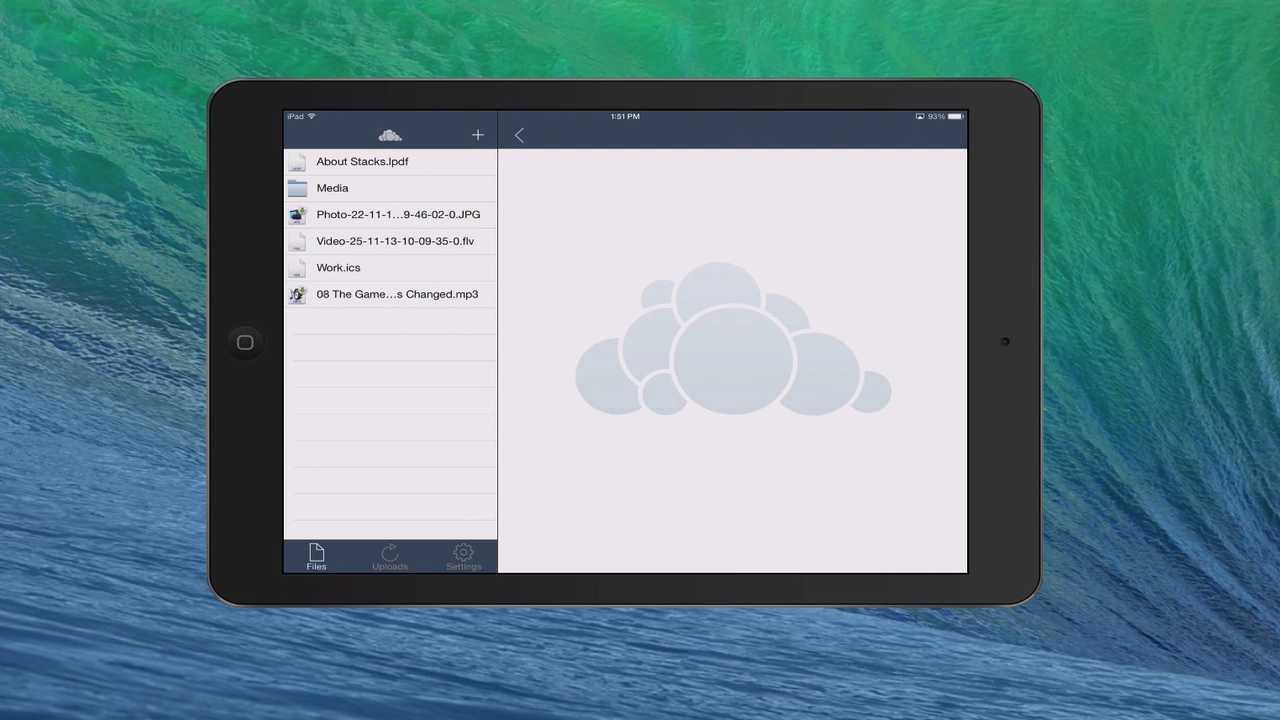 iPad
1:51 PM
93%
About Stacks.lpdf
Media
Photo-22-11-1...9-46-02-0.JPG
Video-25-11-13-10-09-35-0.flv
Work.ics
08 The Game...s Changed.mp3
Files
Uploads
Settings